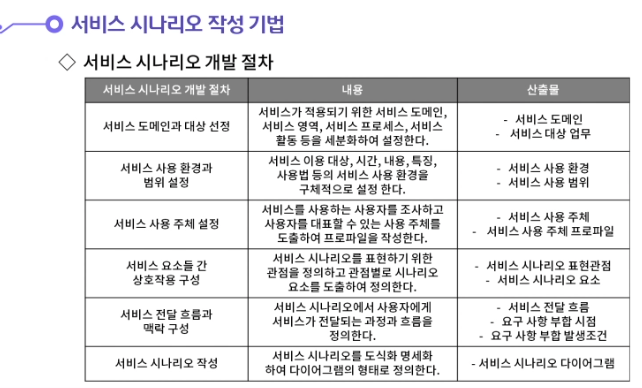 서비스 시나리오 작성 기법
◇ 서비스 시나리오 개발 절차
서비스 시나리오 개발 절차
내용
산출물
서비스 도메인과 대상 선정
서비스가 적용되기 위한 서비스 도메인,
서비스 영역, 서비스 프로세스, 서비스
활동 등을 세분화하여 설정한다.
- 서비스 도메인
- 서비스 대상 업무
서비스 사용 환경과
범위 설정
서비스 이용 대상, 시간, 내용, 특징,
사용법 등의 서비스 사용 환경을
구체적으로 설정 한다.
- 서비스 사용 환경
- 서비스 사용 범위
서비스 사용 주체 설정
서비스를 사용하는 사용자를 조사하고
사용자를 대표할 수 있는 사용 주체를
도출하여 프로파일을 작성한다.
- 서비스 사용 주체
- 서비스 사용 주체 프로파일
서비스 요소들 간
상호작용 구성
서비스 시나리오를 표현하기 위한
관점을 정의하고 관점별로 시나리오
요소를 도출하여 정의한다.
- 서비스 시나리오 표현관점
- 서비스 시나리오 요소
서비스 전달 흐름과
맥락 구성
서비스 시나리오에서 사용자에게
서비스가 전달되는 과정과 흐름을
정의한다.
- 서비스 전달 흐름
- 요구 사항 부합 시점
- 요구 사항 부합 발생조건
서비스 시나리오 작성
서비스 시나리오를 도식화 명세화
하여 다이어그램의 형태로 정의한다.
- 서비스 시나리오 다이어그램